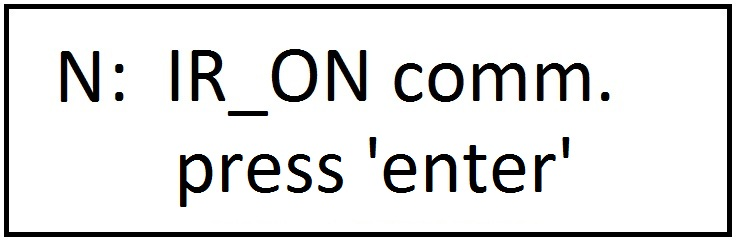 N: IR_ON comm.
press 'enter'